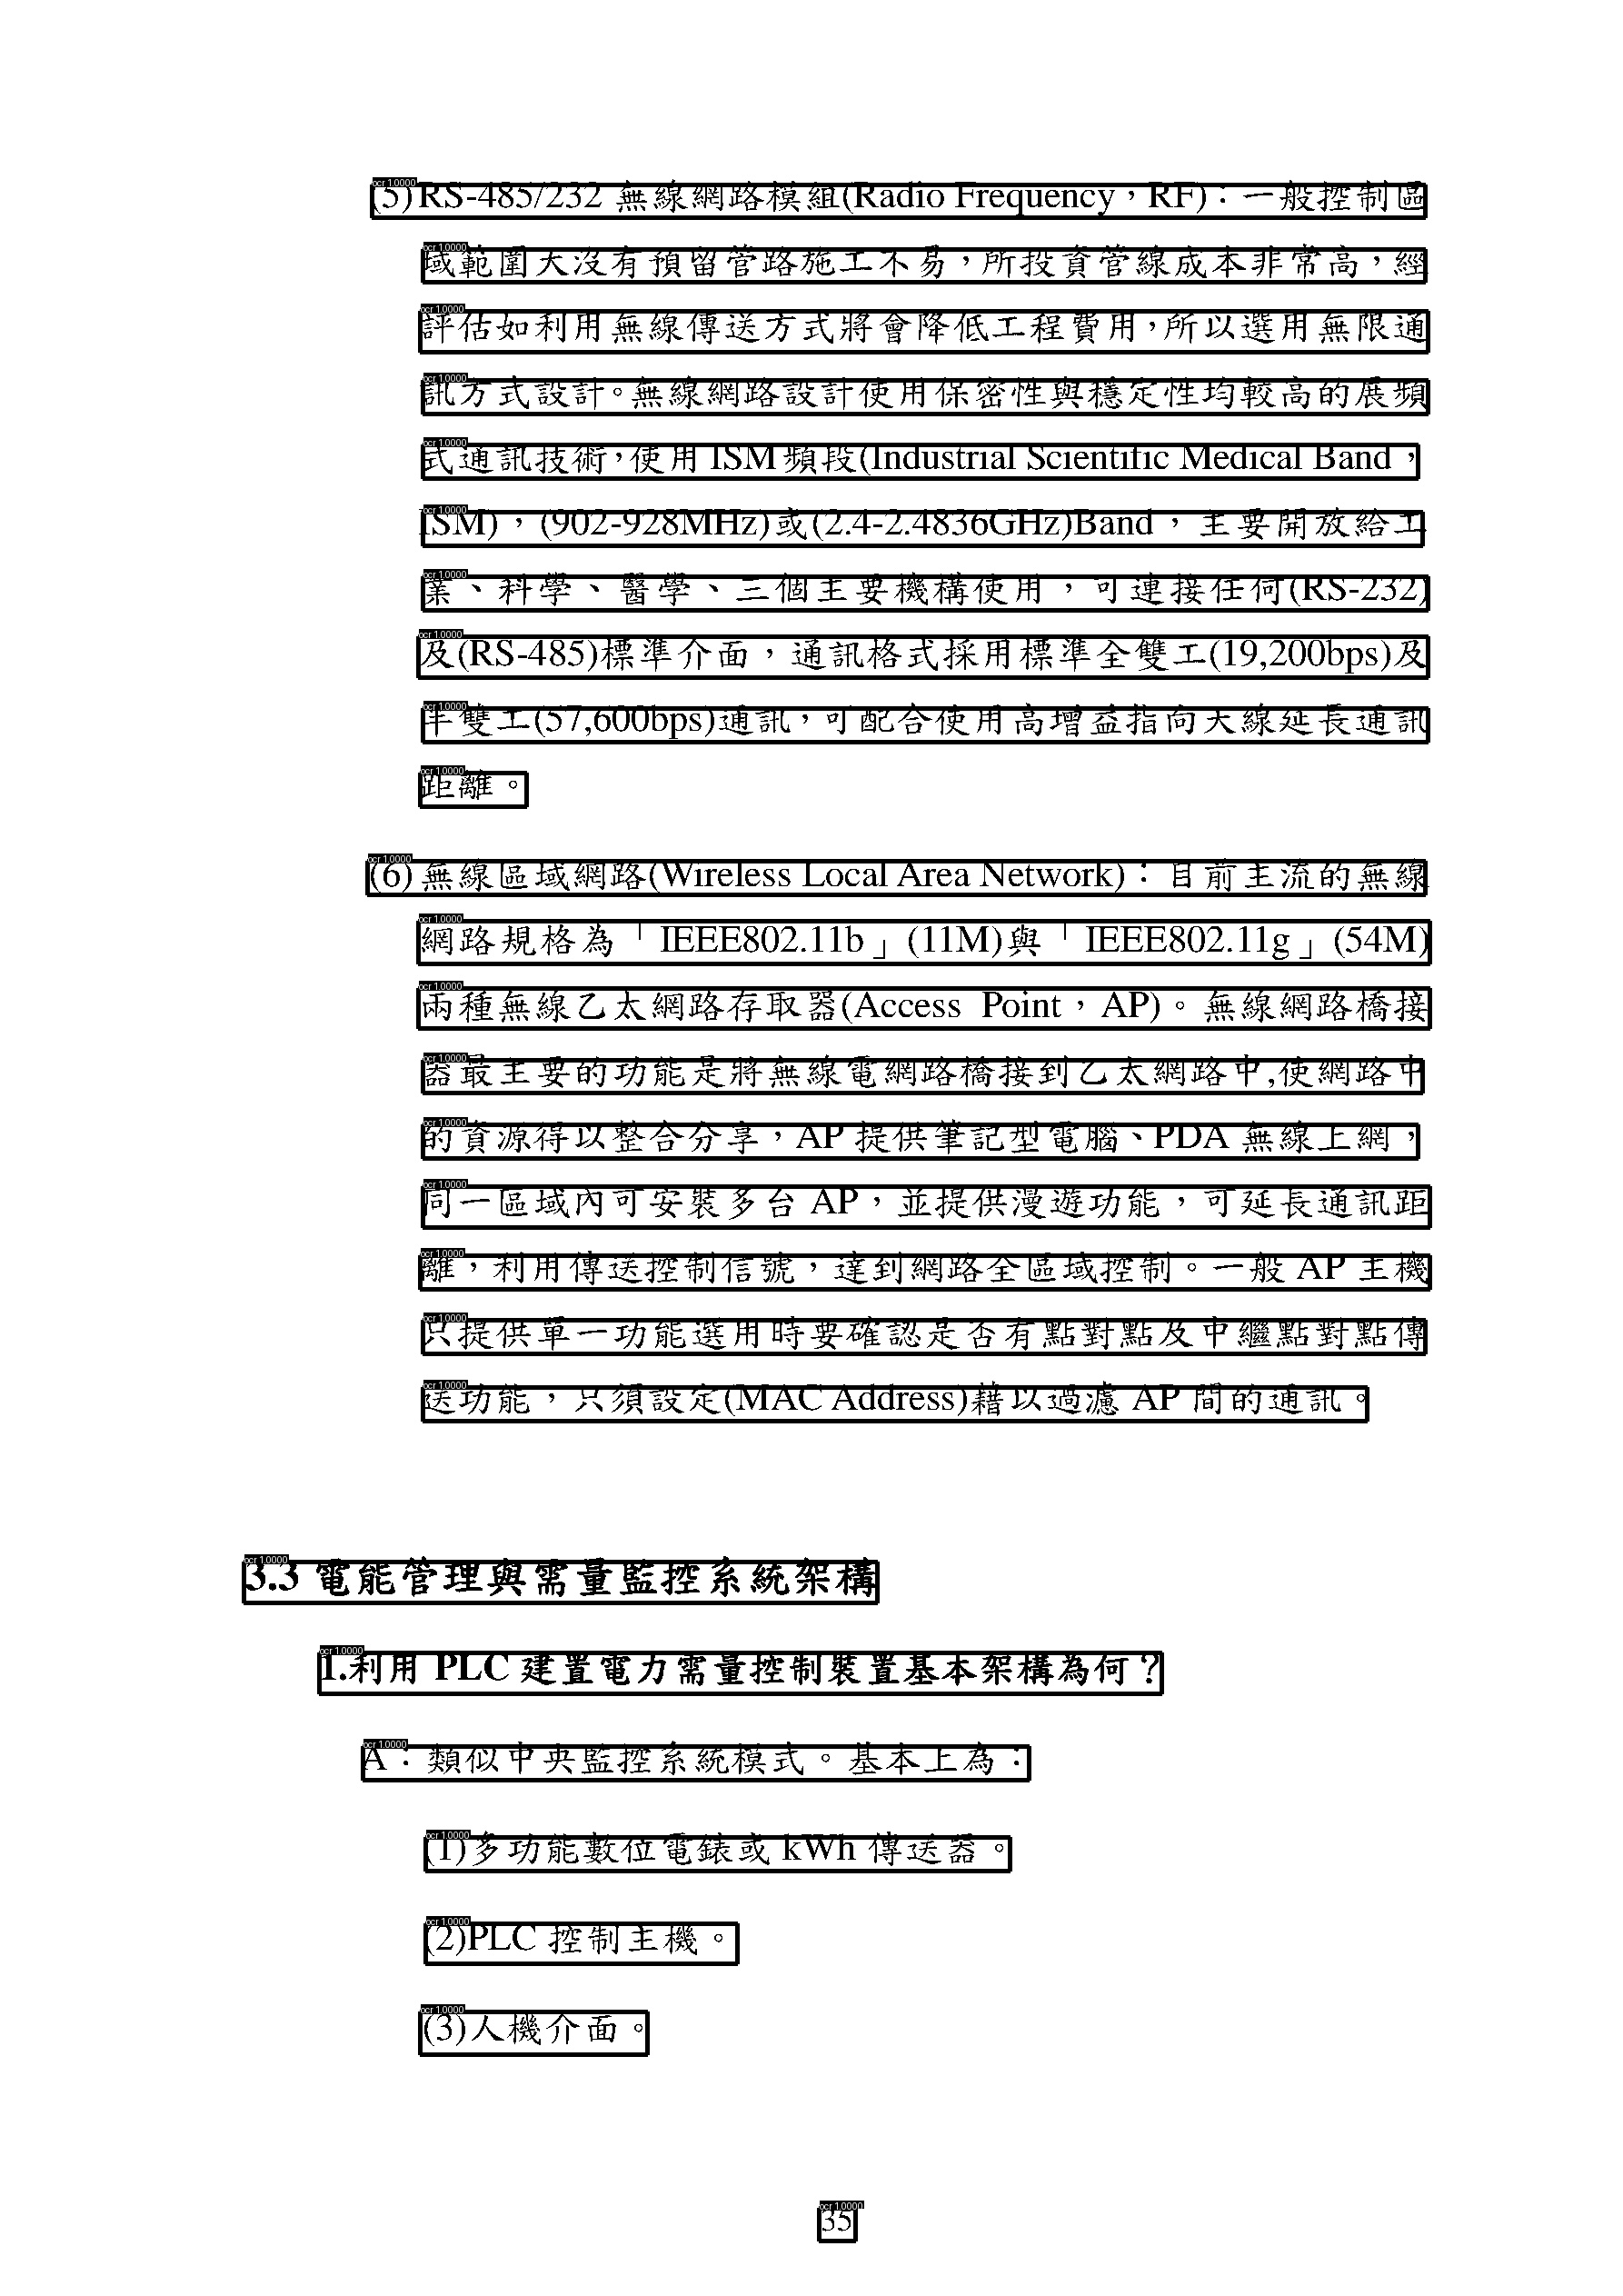 (5)RS-485/232 無線網路模組(Radio Frequency，RF)：一般控制區
域範圍大沒有預留管路施工不易，所投資管線成本非常高，經
評估如利用無線傳送方式將會降低工程費用，所以選用無限通
訊方式設計。無線網路設計使用保密性與穩定性均較高的展頻
式通訊技術，使用 ISM 頻段(Industrial Scientific Medical Band，
ISM)，(902-928MHz)或(2.4-2.4836GHz)Band，主要開放給工
業、科學、醫學、三個主要機構使用，可連接任何(RS-232)
及(RS-485)標準介面，通訊格式採用標準全雙工(19,200bps)及
半雙工(57,600bps)通訊，可配合使用高增益指向天線延長通訊
距離。
(6) 無線區域網路(Wireless Local Area Network)：目前主流的無線
網路規格為「IEEE802.11b」(11M)與「IEEE802.11g」(54M)
兩種無線乙太網路存取器(Access Point，AP)。無線網路橋接
器最主要的功能是將無線電網路橋接到乙太網路中,使網路中
的資源得以整合分享，AP 提供筆記型電腦、PDA 無線上網，
同一區域內可安裝多台 AP，並提供漫遊功能，可延長通訊距
離，利用傳送控制信號，達到網路全區域控制。一般 AP 主機
只提供單一功能選用時要確認是否有點對點及中繼點對點傳
送功能，只須設定(MAC Address)藉以過濾 AP 間的通訊。
3.3 電能管理與需量監控系統架構
1.利用 PLC 建置電力需量控制裝置基本架構為何？
A：類似中央監控系統模式。基本上為：
(1)多功能數位電錶或 kWh 傳送器。
(2)PLC 控制主機。
(3)人機介面。
35